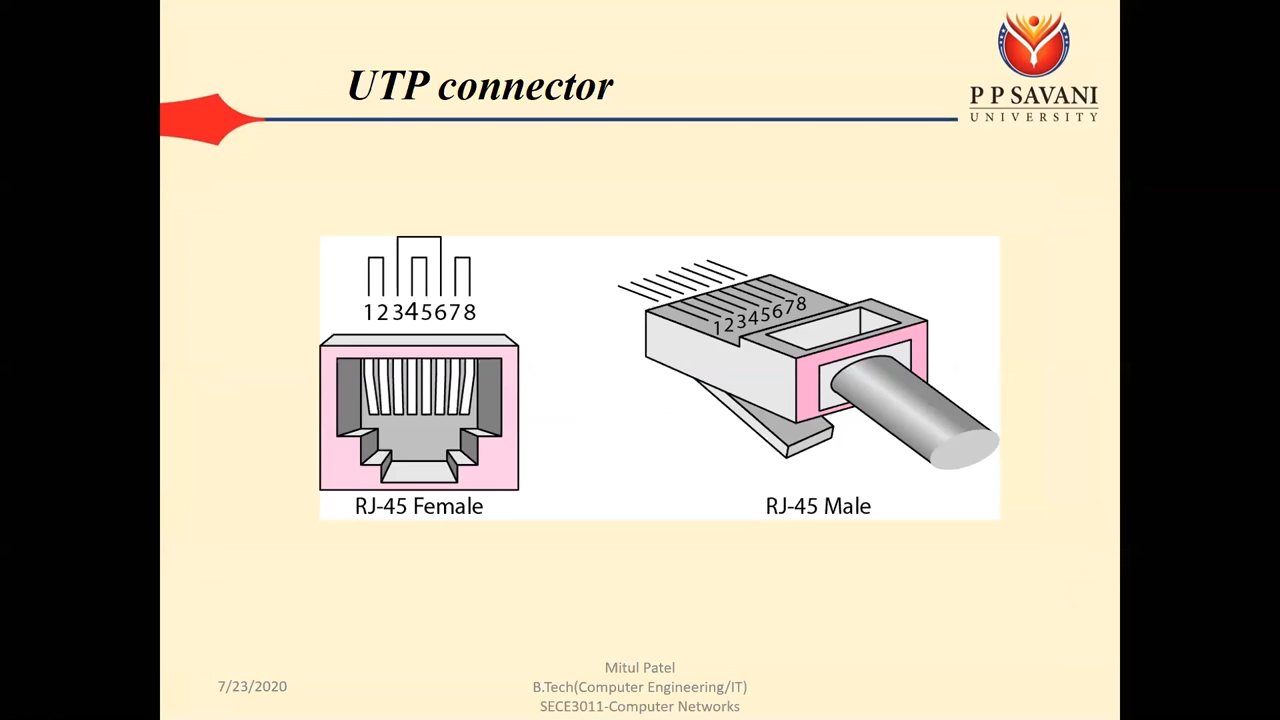 UTP connector
P P SAVANI
UNIVERSITY
12345678
12345678
RJ-45 Female
RJ-45 Male
7/23/2020
Mitul Patel
B.Tech(Computer Engineering/IT)
SECE3011-Computer Networks